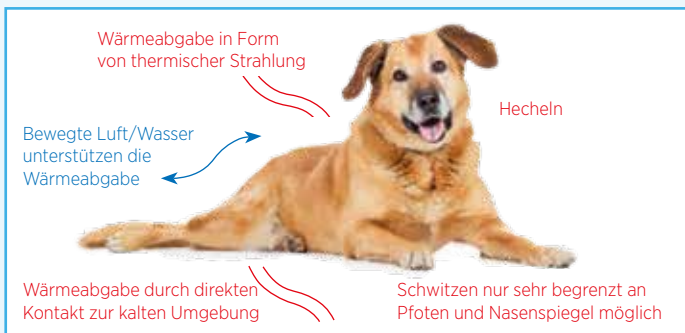 Wärmeabgabe in Form
von thermischer Strahlung
Hecheln
Bewegte Luft/Wasser
unterstützen die
Wärmeabgabe
Wärmeabgabe durch direkten
Kontakt zur kalten Umgebung
Schwitzen nur sehr begrenzt an
Pfoten und Nasenspiegel möglich